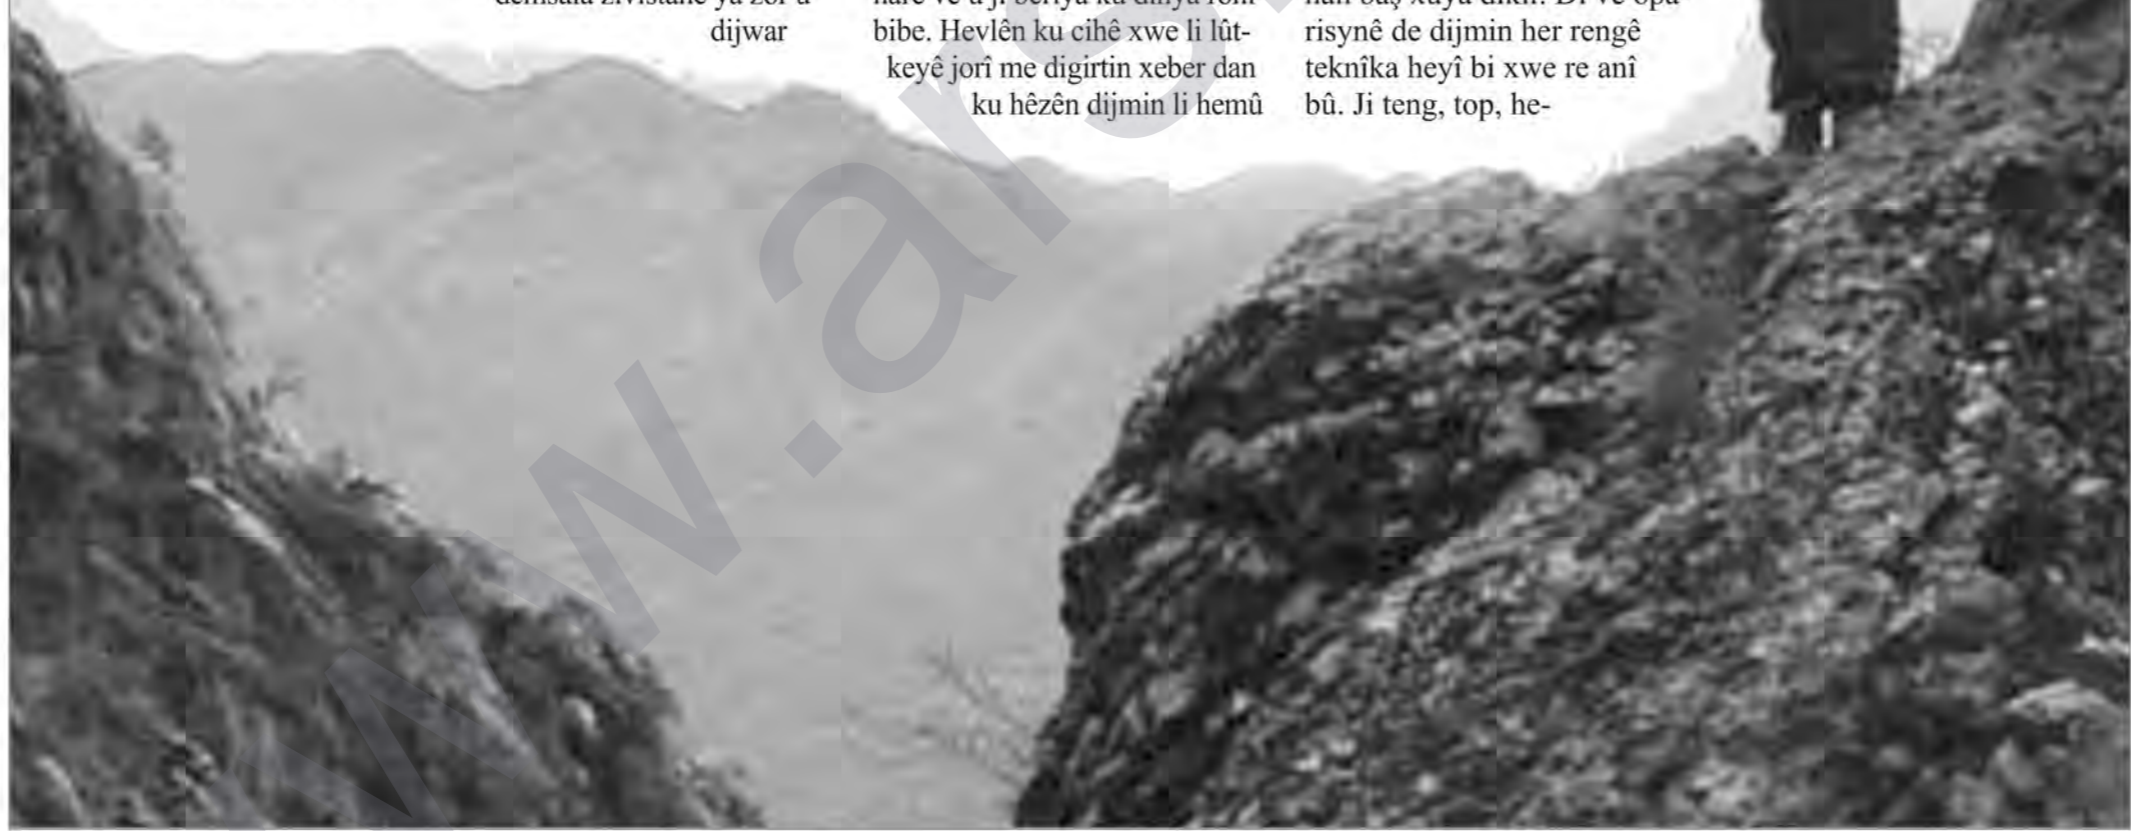 dijwar
bibe. Hevlên ku cihê xwe li lût-
keyê jorî me digirtin xeber dan
ku hêzên dijmin li hemû
risynê de dijmin her rengê
teknîka heyî bi xwe re anî
bû. Ji teng, top, he-
w.ars